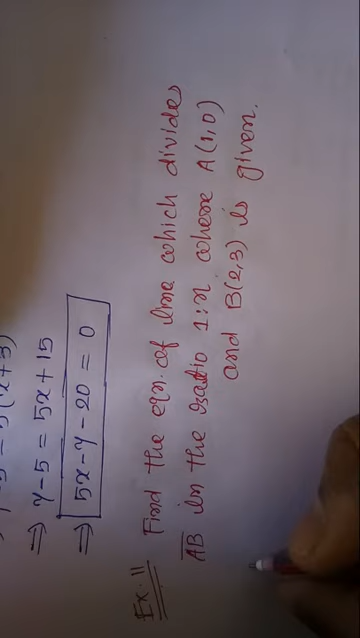 ⇒ y-5 = 5x+15
⇒ 5x-y-20 = 0
Ex. 11 Find the eqn. of line which divides
AB in the ratio 1:n where A(1,0)
and B(2,3) is given.